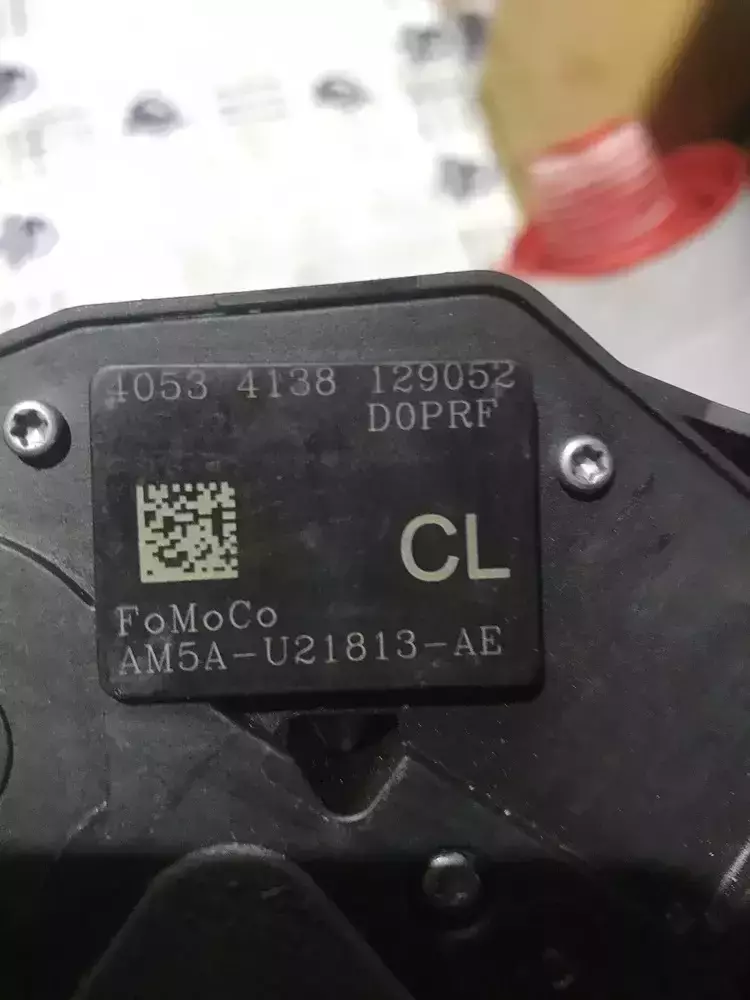 4053 4138 129052
D0PRF
CL
FoMoCo
AM5A-U21813-AE